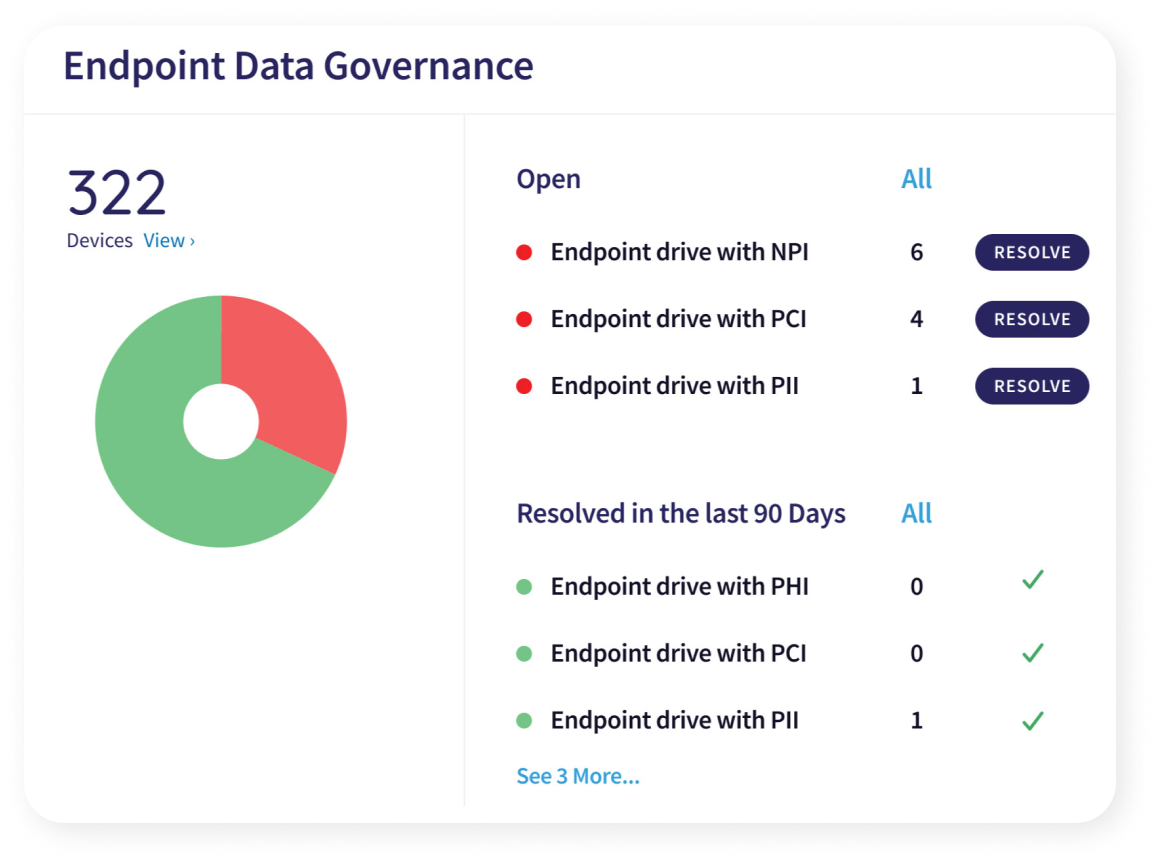 Endpoint Data Governance
322
Devices View ›
Open All
Endpoint drive with NPI 6 RESOLVE
Endpoint drive with PCI 4 RESOLVE
Endpoint drive with PII 1 RESOLVE
Resolved in the last 90 Days All
Endpoint drive with PHI 0
Endpoint drive with PCI 0
Endpoint drive with PII 1
See 3 More...